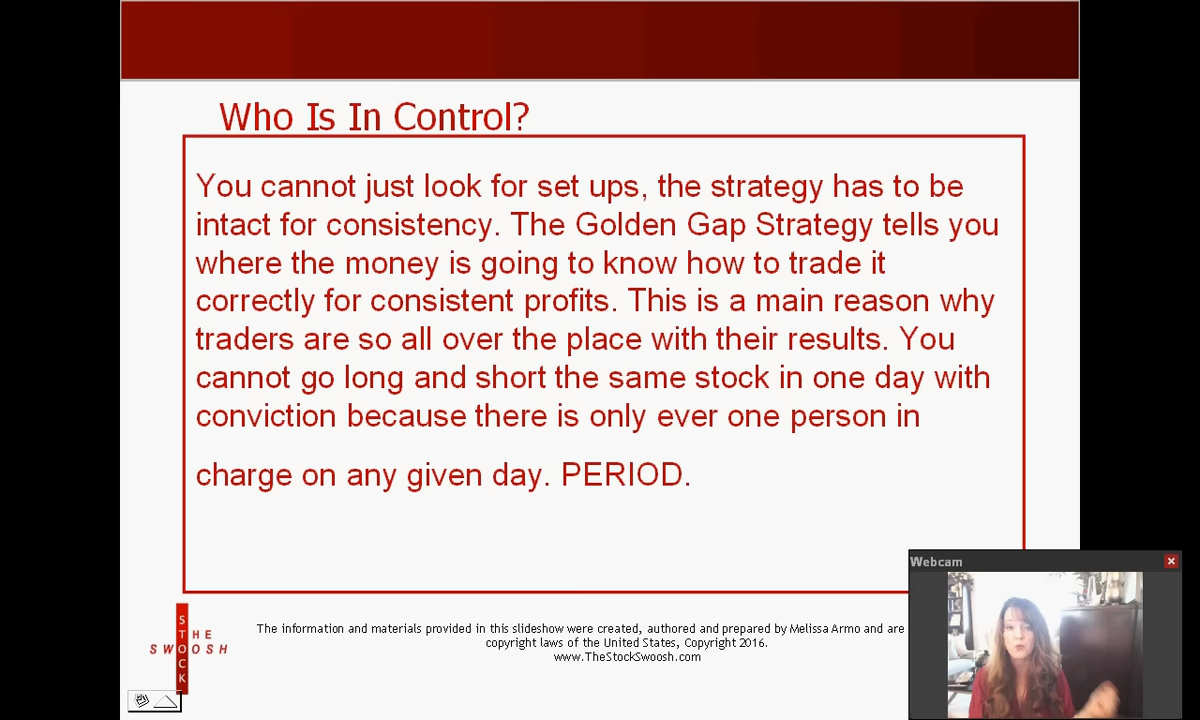 Who Is In Control?
You cannot just look for set ups, the strategy has to be
intact for consistency. The Golden Gap Strategy tells you
where the money is going to know how to trade it
correctly for consistent profits. This is a main reason why
traders are so all over the place with their results. You
cannot go long and short the same stock in one day with
conviction because there is only ever one person in
charge on any given day. PERIOD.
Webcam
THE
STOCK
SWOOSH
The information and materials provided in this slideshow were created, authored and prepared by Melissa Armo and are
copyright laws of the United States, Copyright 2016.
www.TheStockSwoosh.com